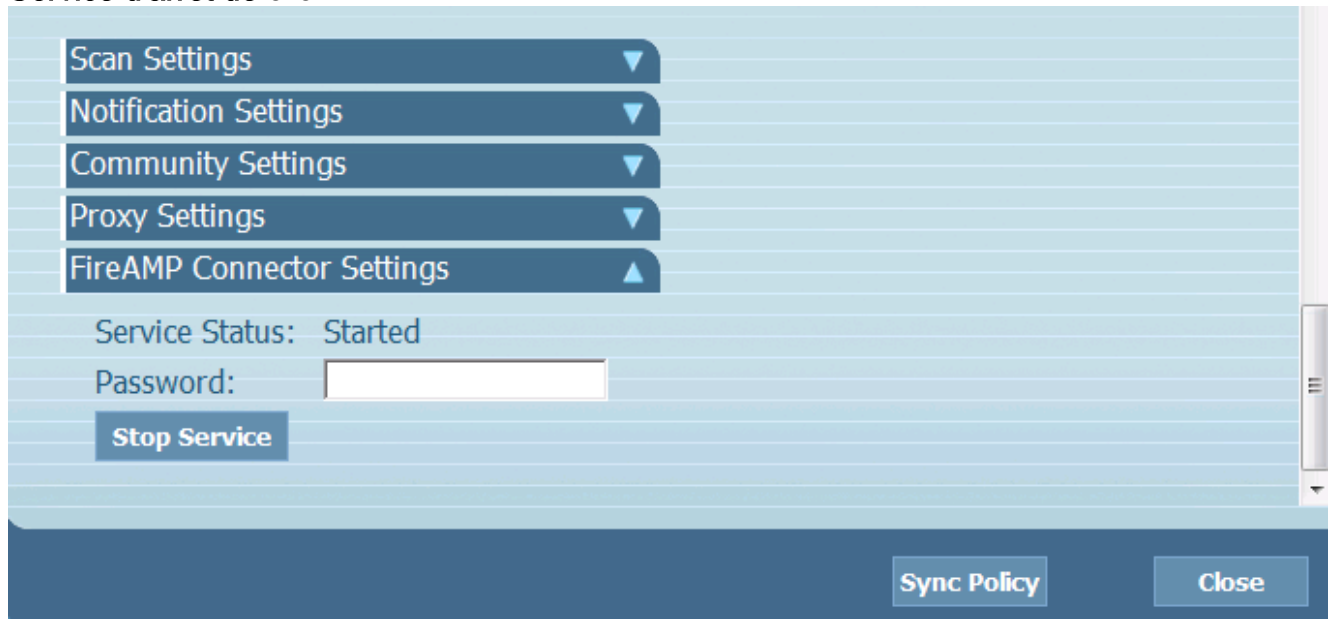 Scan Settings
Notification Settings
Community Settings
Proxy Settings
FireAMP Connector Settings
Service Status: Started
Password:
Stop Service
Sync Policy Close